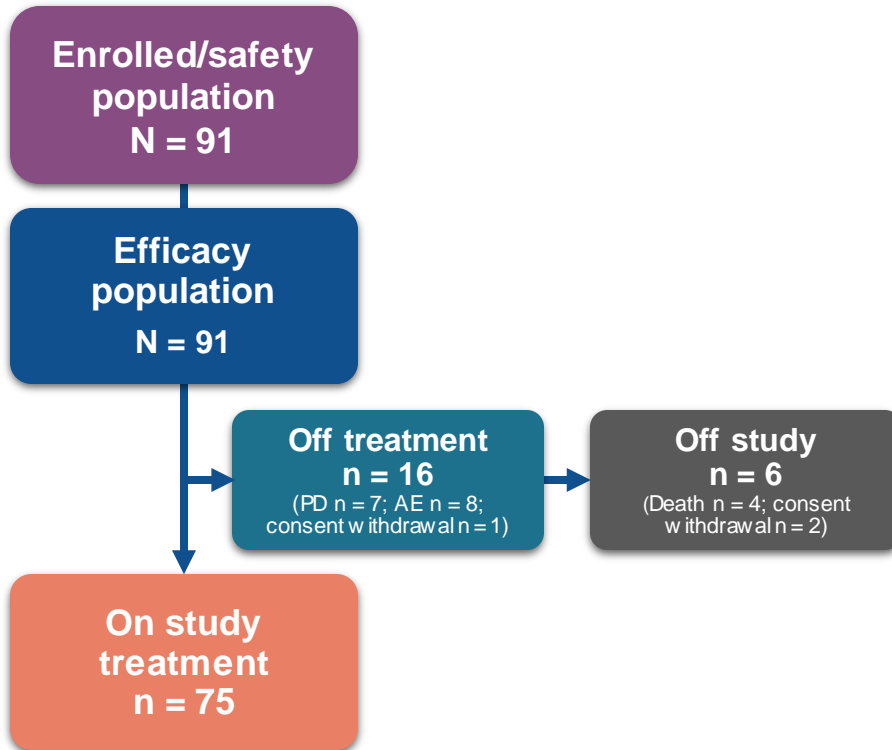 Enrolled/safety
population
N = 91
Efficacy
population
N = 91
Off treatment
n = 16
(PD n = 7; AE n = 8;
consent withdrawal n = 1)
Off study
n = 6
(Death n = 4; consent
withdrawal n = 2)
On study
treatment
n = 75